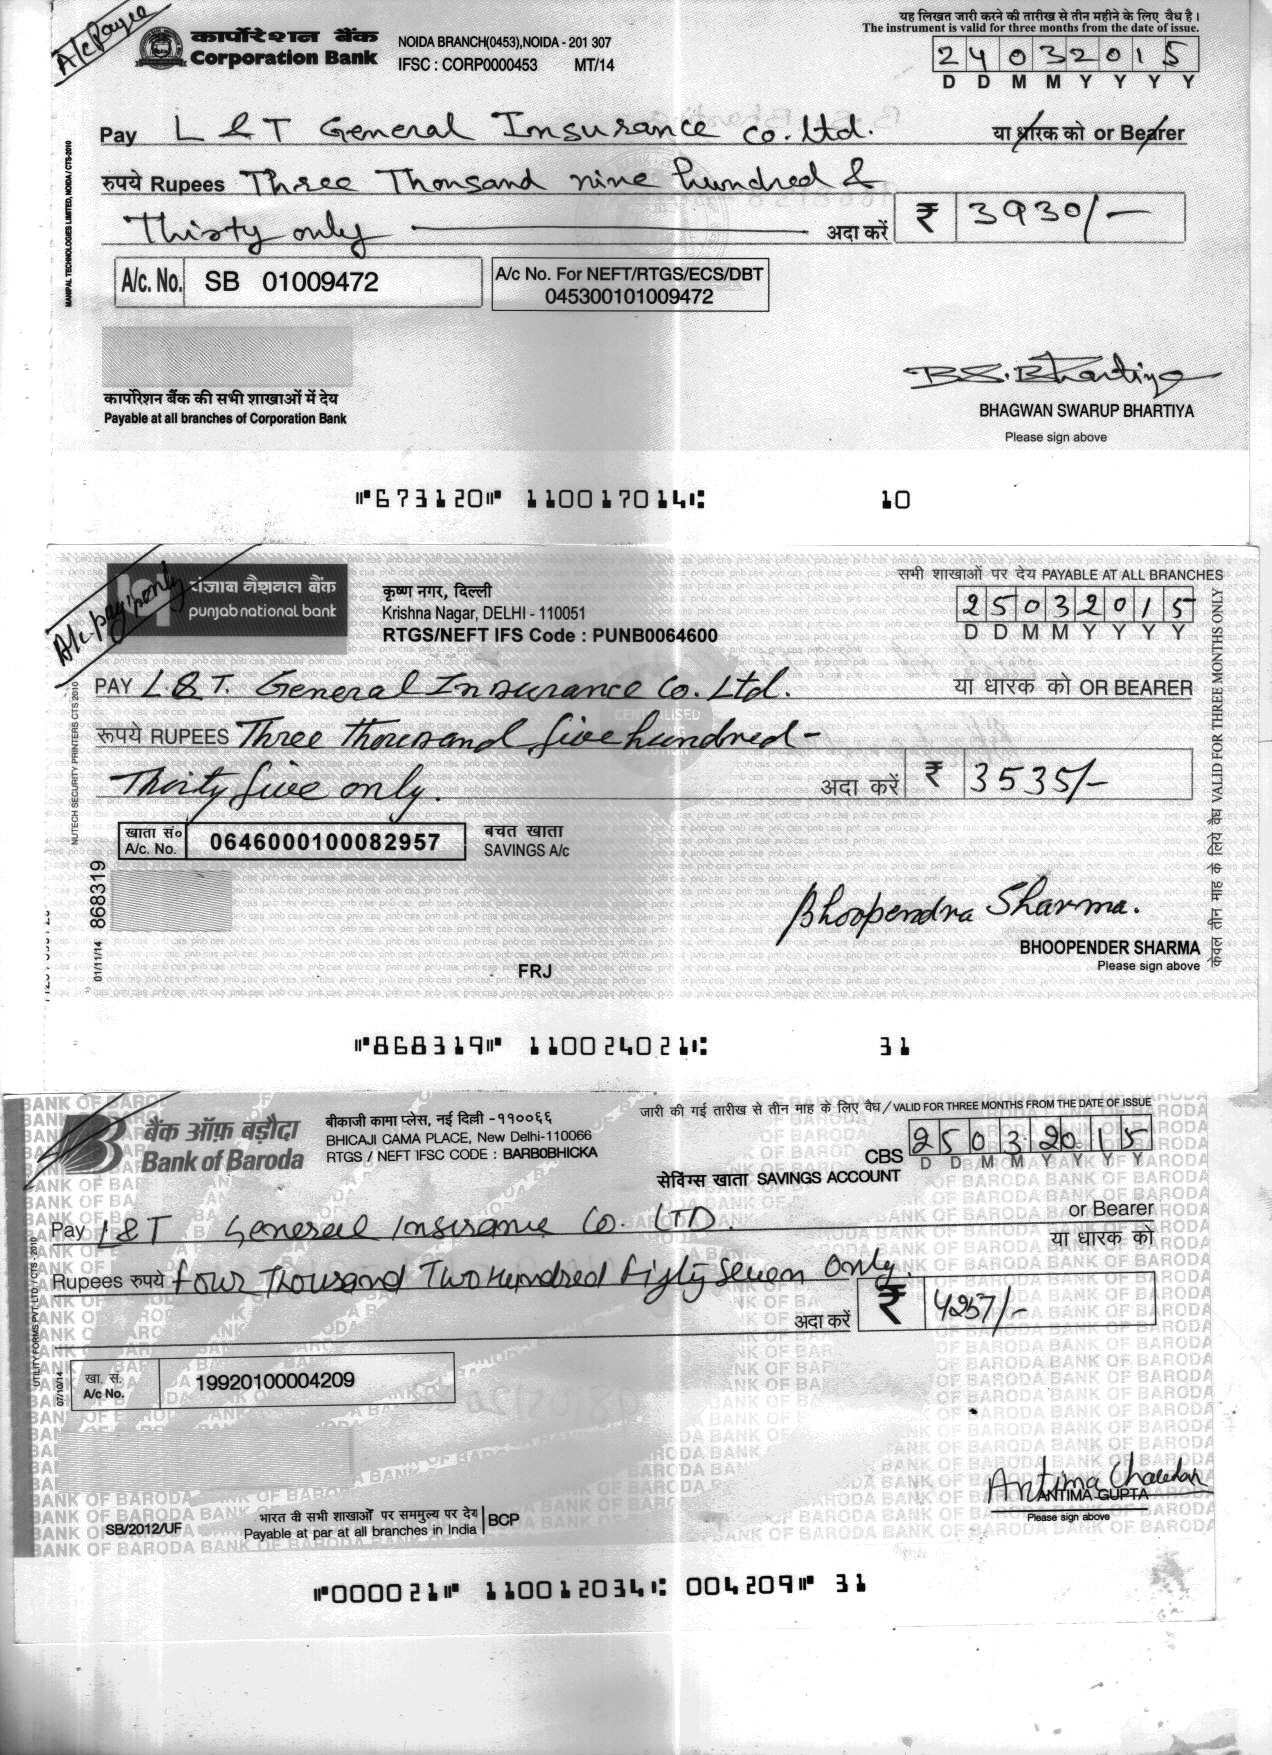 A/c Payee
कार्पोरेशन बैंक
Corporation Bank
NOIDA BRANCH(0453),NOIDA - 201 307
IFSC : CORP0000453 MT/14
यह लिखत जारी करने की तारीख से तीन महीने के लिए वैध है।
The instrument is valid for three months from the date of issue.
2 4 0 3 2 0 1 5
D D M M Y Y Y Y
Pay L & T General Insurance co. ltd. या धारक को or Bearer
रुपये Rupees Three Thousand nine hundred &
Thirty only अदा करें ₹ 3930/-
A/c. No. SB 01009472
A/c No. For NEFT/RTGS/ECS/DBT
045300101009472
MANIPAL TECHNOLOGIES LIMITED, NOIDA / CTS-2010
B.S. Bhartiya
कार्पोरेशन बैंक की सभी शाखाओं में देय
Payable at all branches of Corporation Bank
BHAGWAN SWARUP BHARTIYA
Please sign above
⑈673120⑈ 110017014⑆ 10
A/c pay only
पंजाब नैशनल बैंक
punjab national bank
कृष्ण नगर, दिल्ली
Krishna Nagar, DELHI - 110051
RTGS/NEFT IFS Code : PUNB0064600
सभी शाखाओं पर देय PAYABLE AT ALL BRANCHES
2 5 0 3 2 0 1 5
D D M M Y Y Y Y
PAY L.&T. General Insurance Co. Ltd. या धारक को OR BEARER
CENTRALISED
रूपये RUPEES Three thousand five hundred-
Thirty five only. अदा करें ₹ 3535/-
खाता सं०
A/c. No. 0646000100082957
बचत खाता
SAVINGS A/c
NUTECH SECURITY PRINTERS CTS 2010
01/11/14 868319
केवल तीन माह के लिये वैध VALID FOR THREE MONTHS ONLY
Bhoopendra Sharma.
BHOOPENDER SHARMA
Please sign above
FRJ
⑈868319⑈ 110024021⑆ 31
बैंक ऑफ़ बड़ौदा
Bank of Baroda
बीकाजी कामा प्लेस, नई दिल्ली -११००६६
BHICAJI CAMA PLACE, New Delhi-110066
RTGS / NEFT IFSC CODE : BARB0BHICKA
जारी की गई तारीख से तीन माह के लिए वैध / VALID FOR THREE MONTHS FROM THE DATE OF ISSUE
CBS 2 5 0 3 2 0 1 5
D D M M Y Y Y Y
सेविंग्स खाता SAVINGS ACCOUNT
Pay L&T General Insurance Co. LTD. or Bearer
या धारक को
Rupees रुपये Four Thousand Two Hundred Fifty Seven Only.
अदा करें ₹ 4257/-
खा. सं.
A/c No. 19920100004209
UTILITY FORMS PVT. LTD. / CTS - 2010
07/10/14
Antima Chauhan
ANTIMA GUPTA
Please sign above
SB/2012/UF
भारत की सभी शाखाओं पर सममुल्य पर देय
Payable at par at all branches in India
BCP
⑈000021⑈ 110012034⑆ 004209⑈ 31